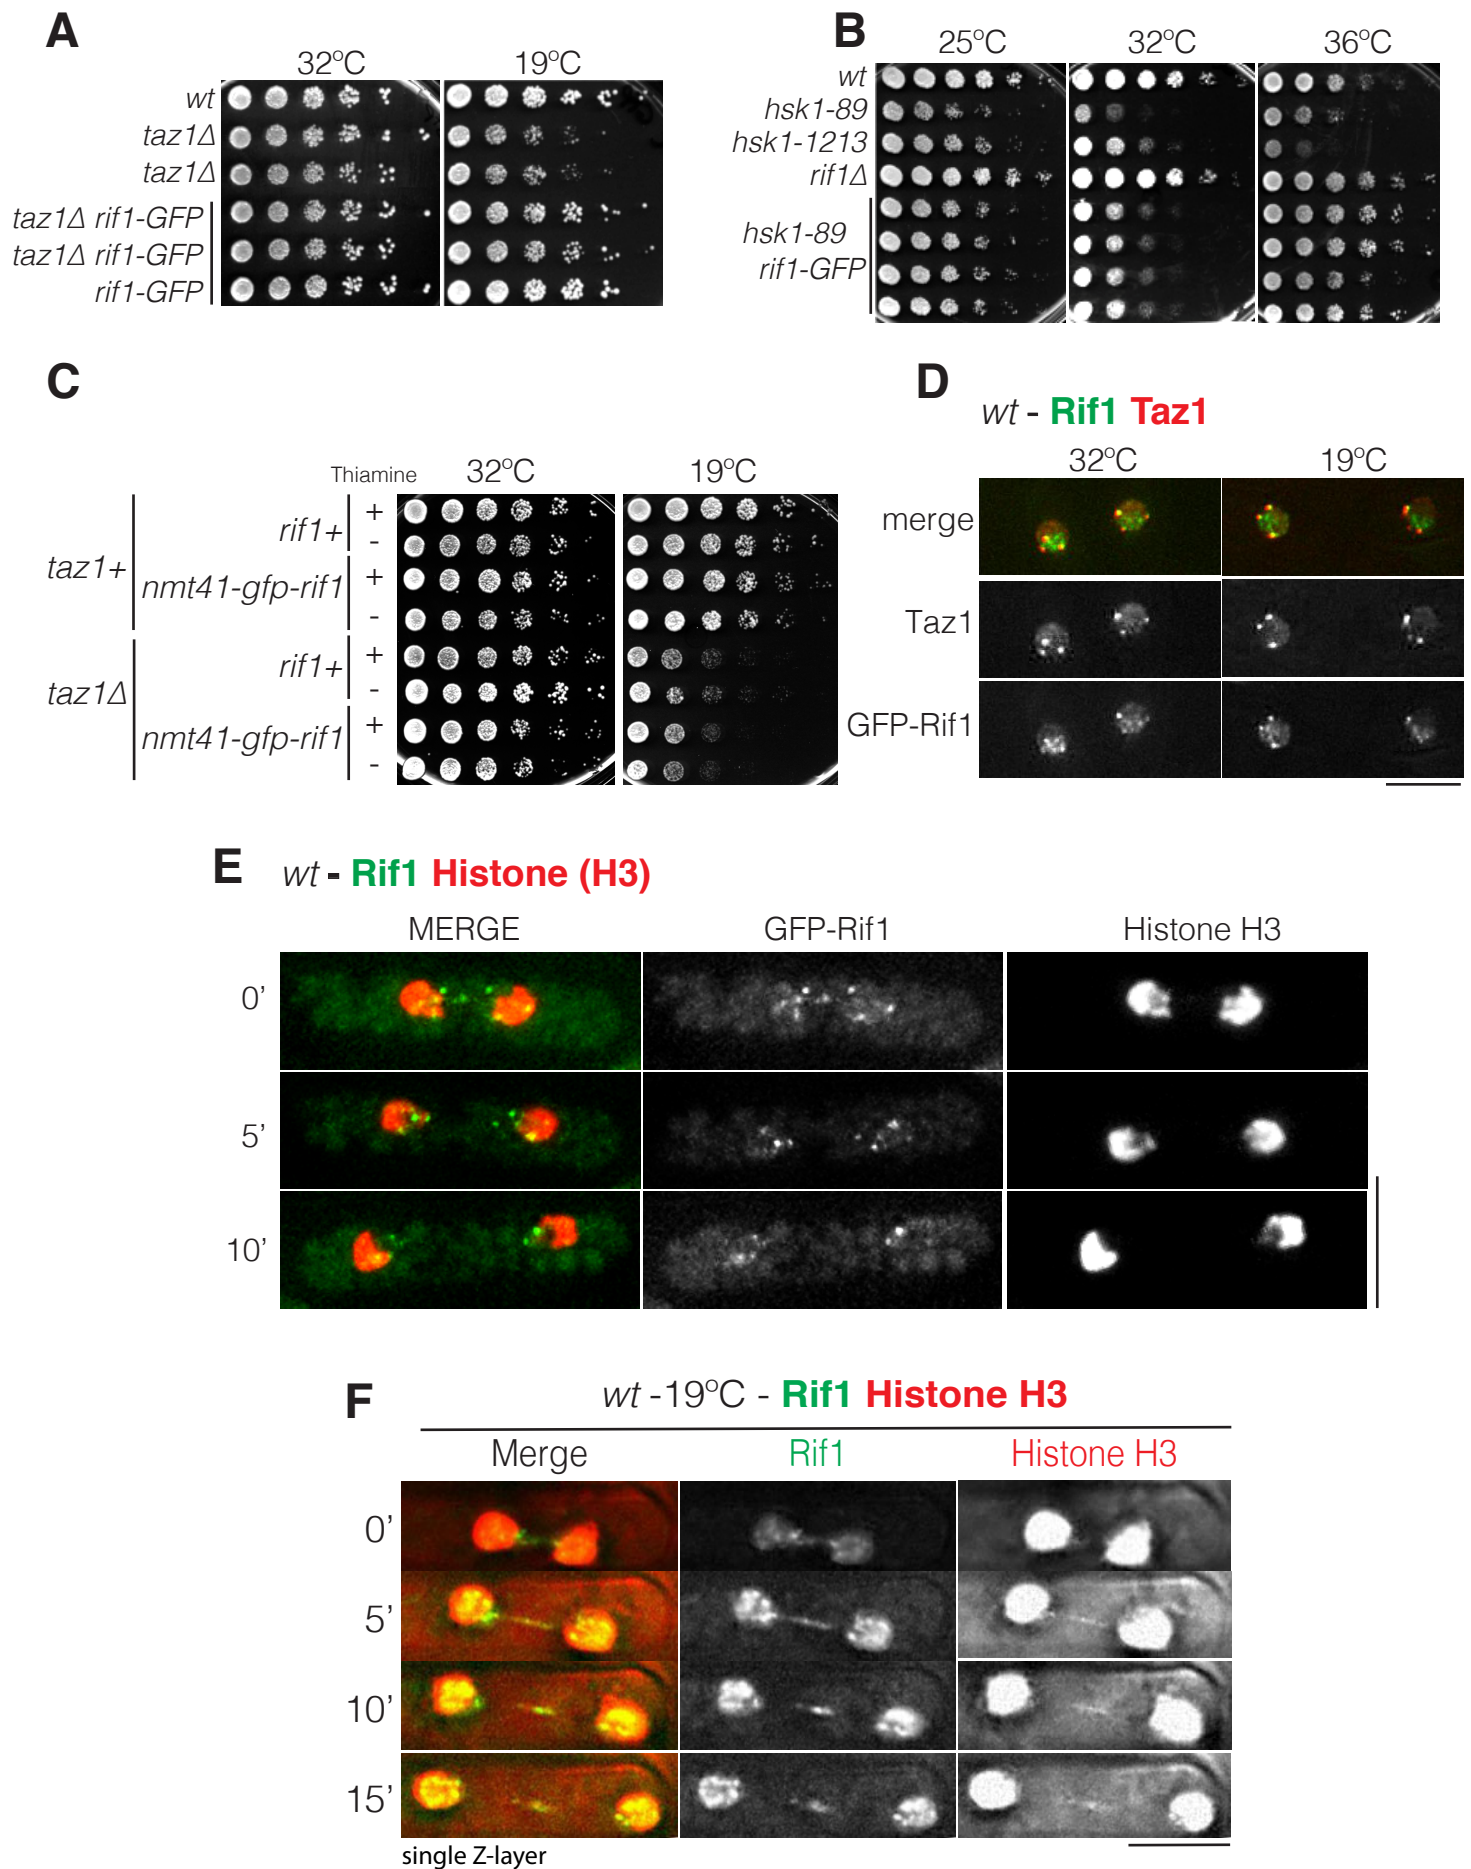 A
32°C 19°C
wt
taz1Δ
taz1Δ
taz1Δ rif1-GFP
taz1Δ rif1-GFP
rif1-GFP
B
25°C 32°C 36°C
wt
hsk1-89
hsk1-1213
rif1Δ
hsk1-89
rif1-GFP
C
Thiamine 32°C 19°C
taz1+
rif1+
+
-
nmt41-gfp-rif1
+
-
taz1Δ
rif1+
+
-
nmt41-gfp-rif1
+
-
D
wt - Rif1 Taz1
32°C 19°C
merge
Taz1
GFP-Rif1
E
wt - Rif1 Histone (H3)
MERGE GFP-Rif1 Histone H3
0'
5'
10'
F
wt -19°C - Rif1 Histone H3
Merge Rif1 Histone H3
0'
5'
10'
15'
single Z-layer